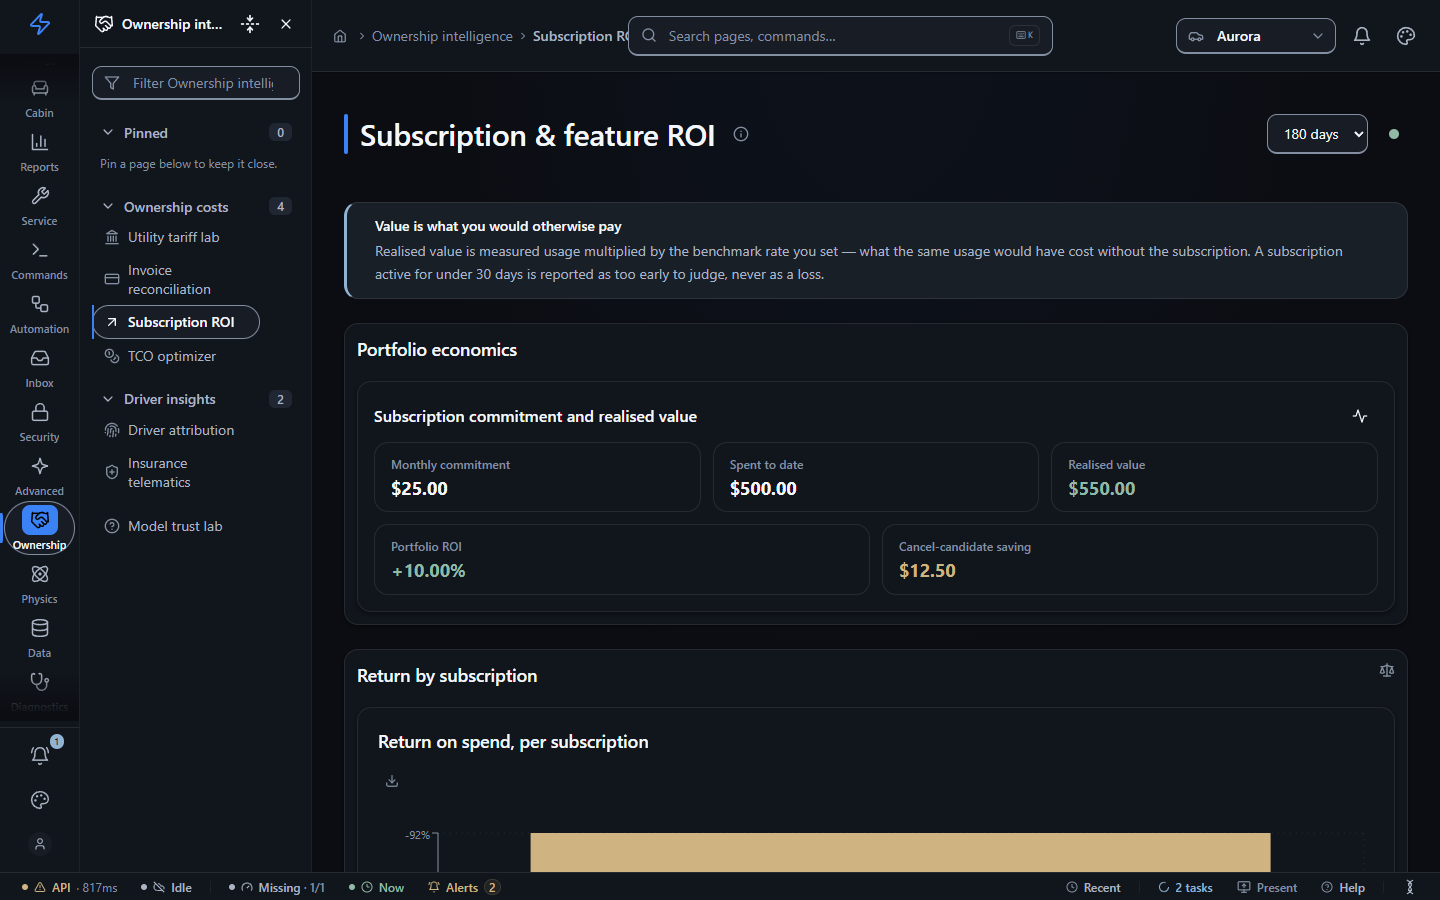 Ownership int...
Ownership intelligence
Subscription R
Search pages, commands...
K
Aurora
Cabin
Reports
Service
Commands
Automation
Inbox
Security
Advanced
Ownership
Physics
Data
Diagnostics
1
Filter Ownership intelli
Pinned
0
Pin a page below to keep it close.
Ownership costs
4
Utility tariff lab
Invoice
reconciliation
Subscription ROI
TCO optimizer
Driver insights
2
Driver attribution
Insurance
telematics
Model trust lab
Subscription & feature ROI
180 days
Value is what you would otherwise pay
Realised value is measured usage multiplied by the benchmark rate you set — what the same usage would have cost without the subscription. A subscription
active for under 30 days is reported as too early to judge, never as a loss.
Portfolio economics
Subscription commitment and realised value
Monthly commitment
$25.00
Spent to date
$500.00
Realised value
$550.00
Portfolio ROI
+10.00%
Cancel-candidate saving
$12.50
Return by subscription
Return on spend, per subscription
-92%
API · 817ms
Idle
Missing · 1/1
Now
Alerts 2
Recent
2 tasks
Present
Help